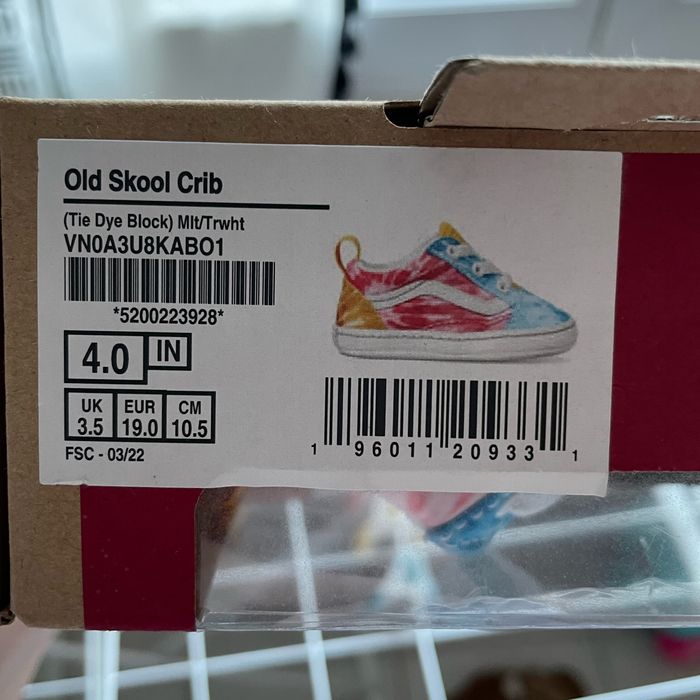 Old Skool Crib
(Tie Dye Block) Mlt/Trwht
VN0A3U8KABO1
*5200223928*
4.0 IN
UK EUR CM
3.5 19.0 10.5
FSC - 03/22
1 96011 20933 1